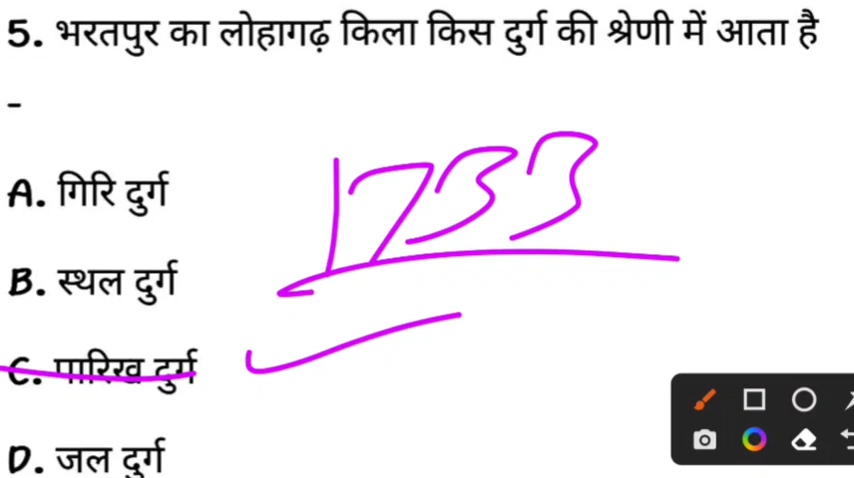 5. भरतपुर का लोहागढ़ किला किस दुर्ग की श्रेणी में आता है
-
1733
A. गिरि दुर्ग
B. स्थल दुर्ग
C. पारिख दुर्ग
D. जल दुर्ग